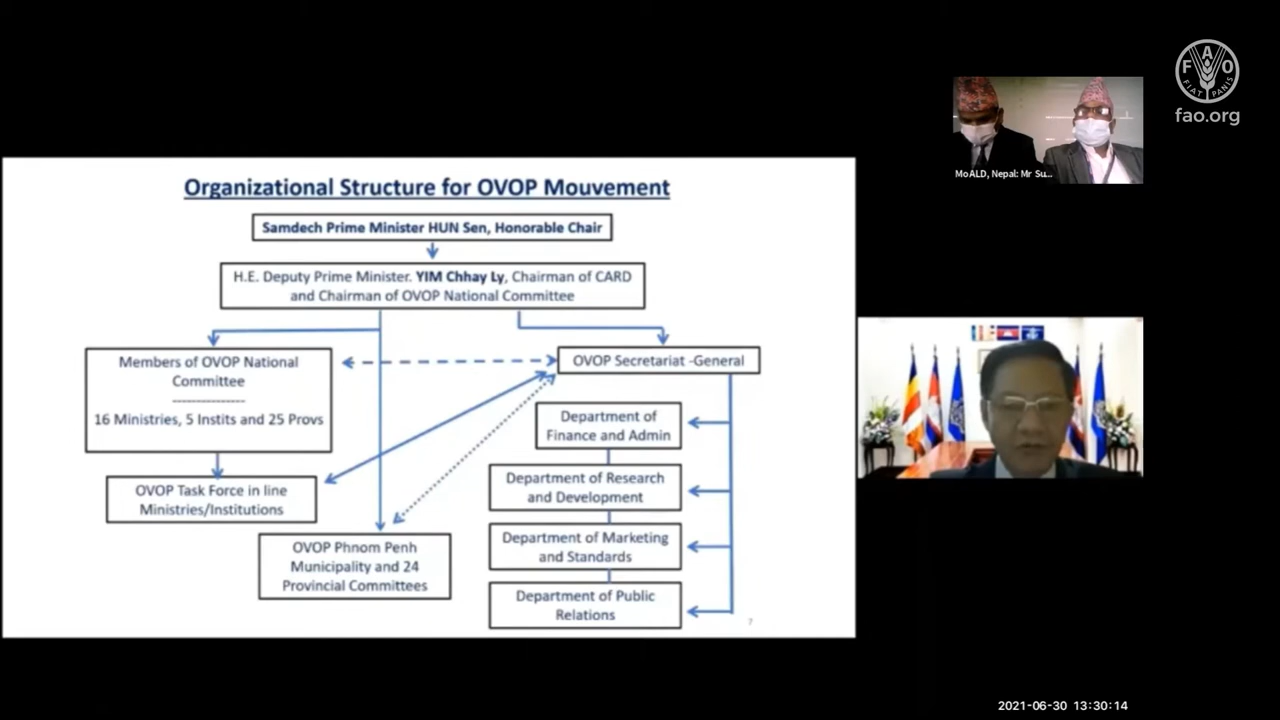 F A O
FIAT PANIS
fao.org
MoALD, Nepal: Mr Su...
Organizational Structure for OVOP Mouvement
Samdech Prime Minister HUN Sen, Honorable Chair
H.E. Deputy Prime Minister. YIM Chhay Ly, Chairman of CARD
and Chairman of OVOP National Committee
Members of OVOP National
Committee
---------------
16 Ministries, 5 Instits and 25 Provs
OVOP Secretariat -General
Department of
Finance and Admin
OVOP Task Force in line
Ministries/Institutions
Department of Research
and Development
OVOP Phnom Penh
Municipality and 24
Provincial Committees
Department of Marketing
and Standards
Department of Public
Relations
7
2021-06-30 13:30:14